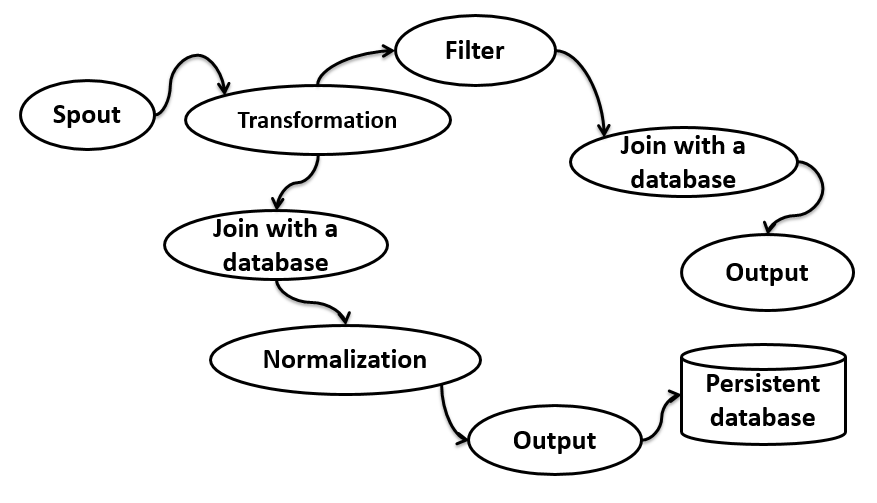 Filter
Spout
Transformation
Join with a
database
Join with a
database
Output
Normalization
Persistent
database
Output